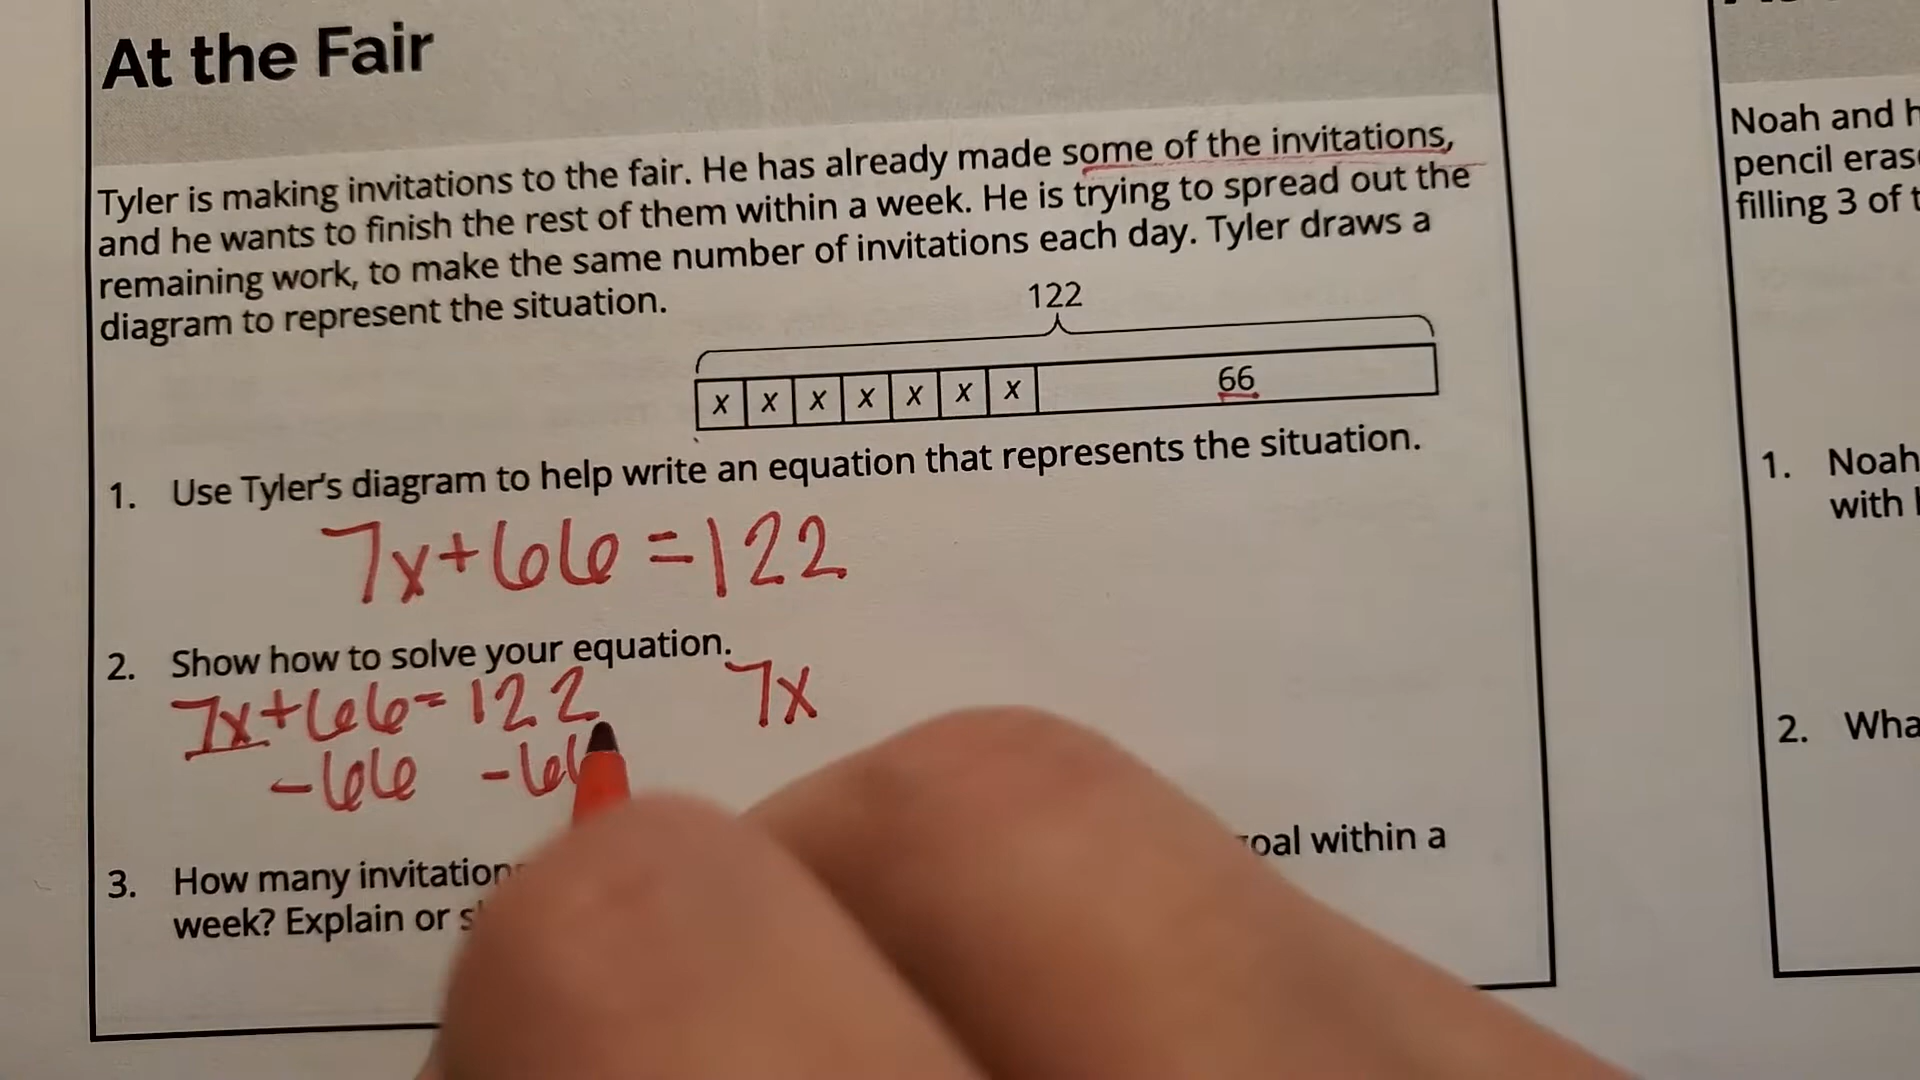 At the Fair
Tyler is making invitations to the fair. He has already made some of the invitations,
and he wants to finish the rest of them within a week. He is trying to spread out the
remaining work, to make the same number of invitations each day. Tyler draws a
diagram to represent the situation.
122
x x x x x x x 66
1. Use Tyler's diagram to help write an equation that represents the situation.
7x+66=122
2. Show how to solve your equation.
7x+66=122 7x
-66 -66
3. How many invitation oal within a
week? Explain or
Noah and
pencil
filling 3 of
1. Noah
with
2.